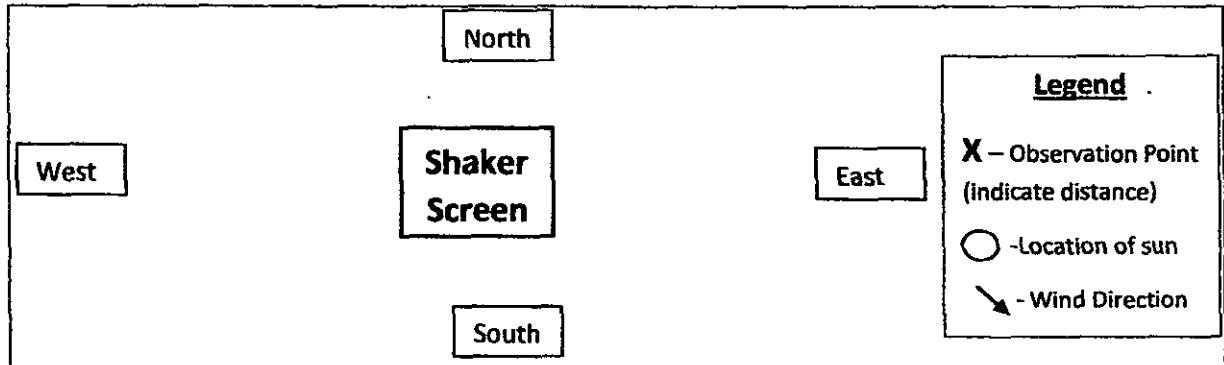 North
Legend
West
Shaker
Screen
East
X – Observation Point
(indicate distance)
-Location of sun
- Wind Direction
South